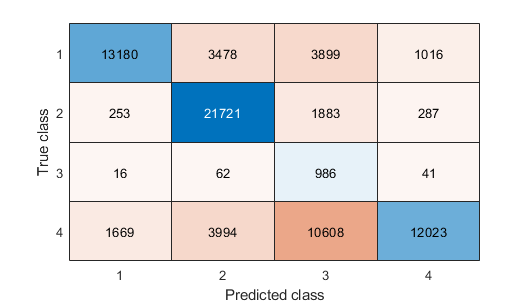 1 13180 3478 3899 1016
2 253 21721 1883 287
3 16 62 986 41
4 1669 3994 10608 12023
1 2 3 4
Predicted class
True class